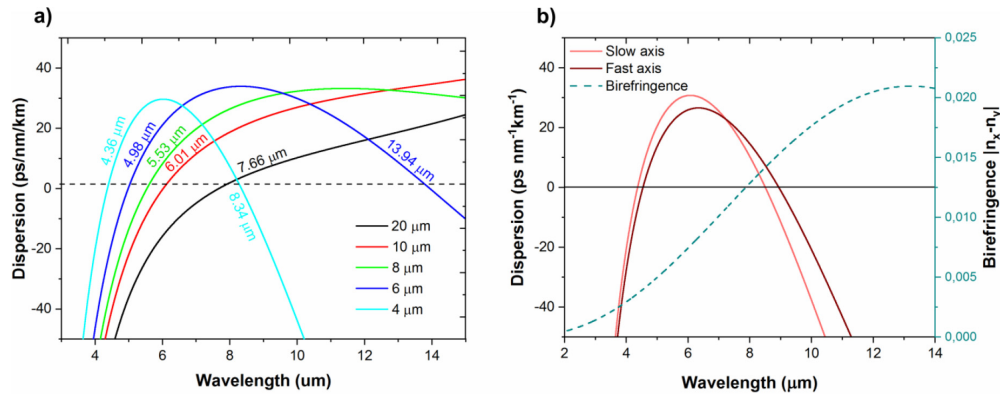 a)
Dispersion (ps/nm/km)
40
20
0
-20
-40
4.36 µm
4.98 µm
5.53 µm
6.01 µm
7.66 µm
8.34 µm
13.94 µm
20 µm
10 µm
8 µm
6 µm
4 µm
4 6 8 10 12 14
Wavelength (um)
b)
Dispersion (ps nm-1km-1)
40
20
0
-20
-40
Slow axis
Fast axis
Birefringence
0,025
0,020
0,015
0,010
0,005
0,000
Birefringence |nx-ny|
2 4 6 8 10 12 14
Wavelength (µm)